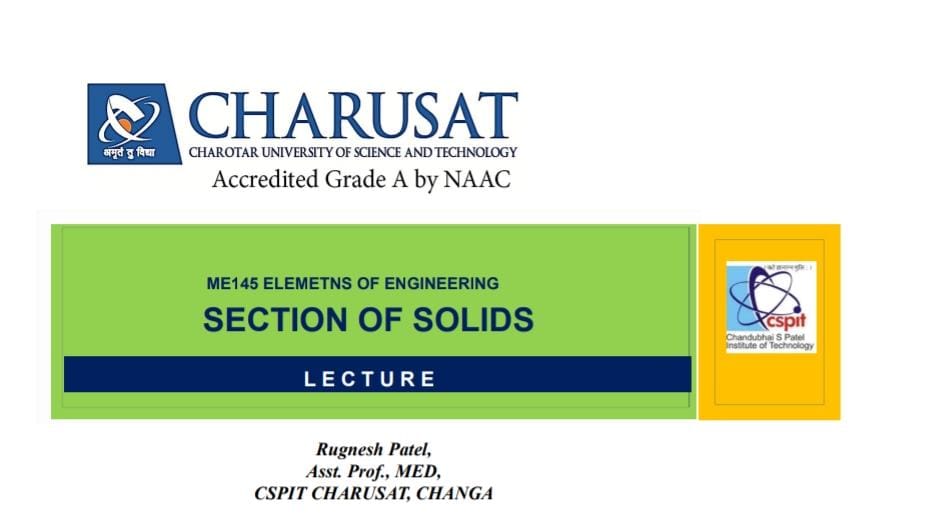 CHARUSAT
अमृतं तु विद्या
CHAROTAR UNIVERSITY OF SCIENCE AND TECHNOLOGY
Accredited Grade A by NAAC
ME145 ELEMETNS OF ENGINEERING
SECTION OF SOLIDS
LECTURE
cspit
Chandubhai S Patel
Institute of Technology
Rugnesh Patel,
Asst. Prof., MED,
CSPIT CHARUSAT, CHANGA